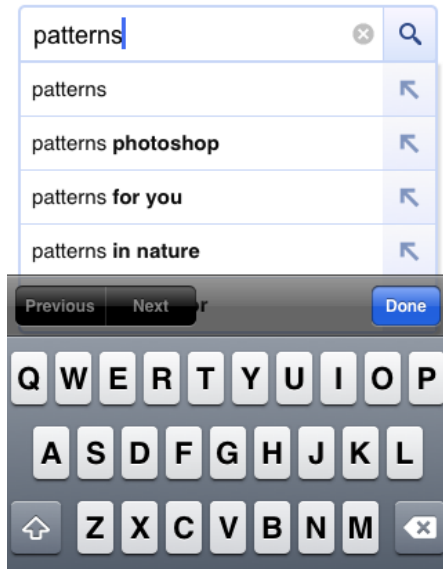 patterns
patterns
patterns photoshop
patterns for you
patterns in nature
Previous Next Done
Q W E R T Y U I O P
A S D F G H J K L
Z X C V B N M